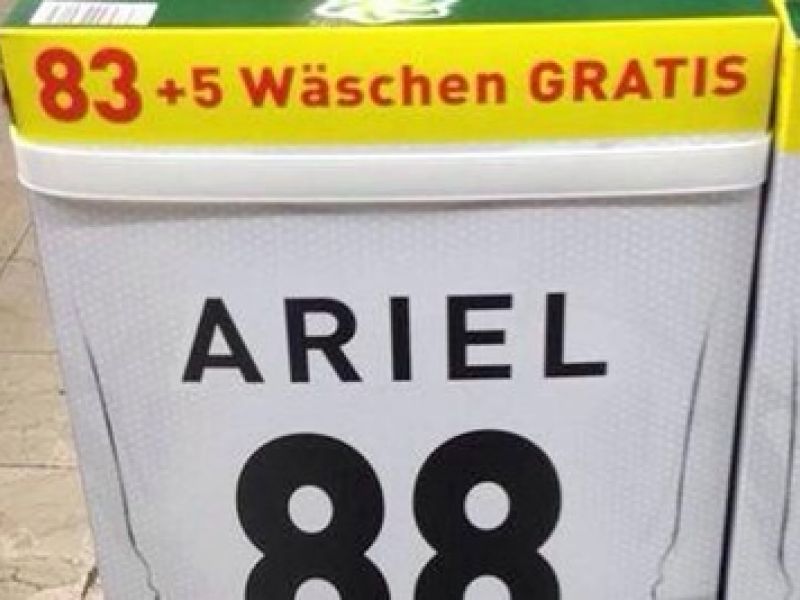 83 +5 Wäschen GRATIS
ARIEL
88